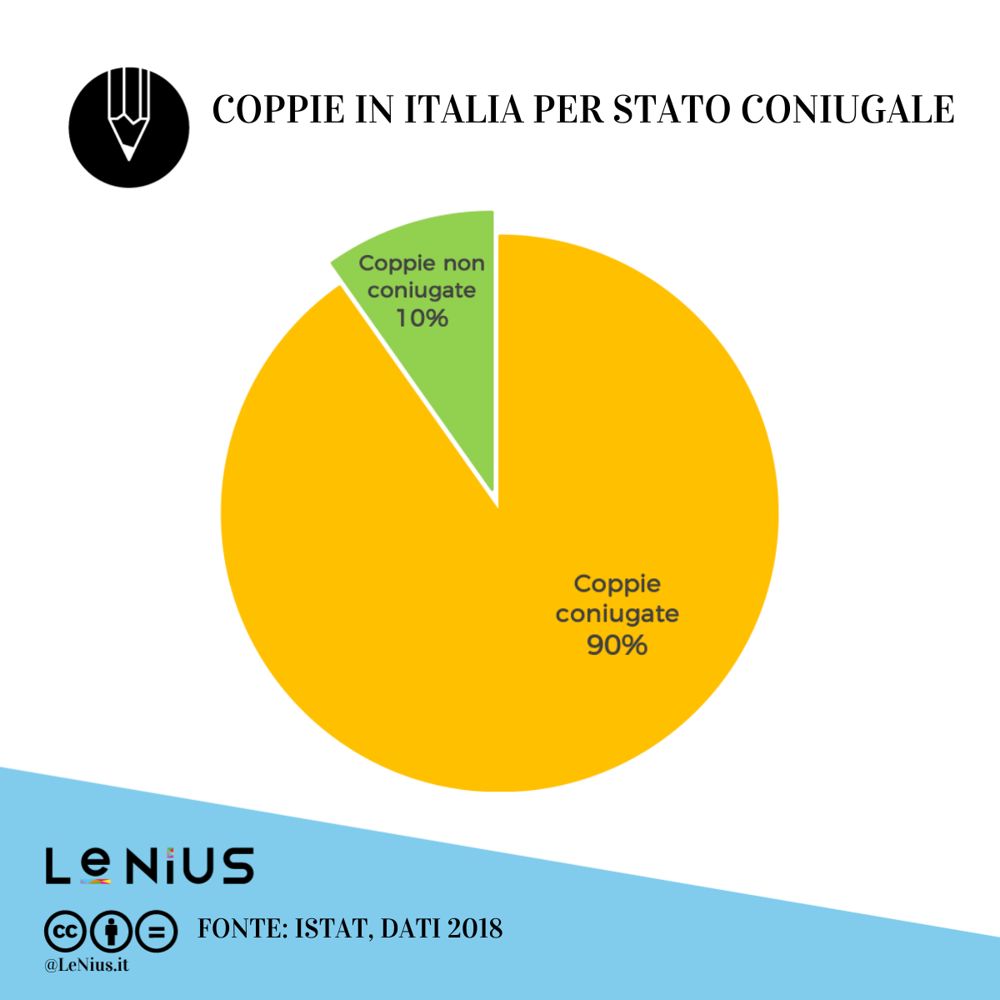 COPPIE IN ITALIA PER STATO CONIUGALE
Coppie non
coniugate
10%
Coppie
coniugate
90%
LeNiUS
cc
=
FONTE: ISTAT, DATI 2018
@LeNius.it